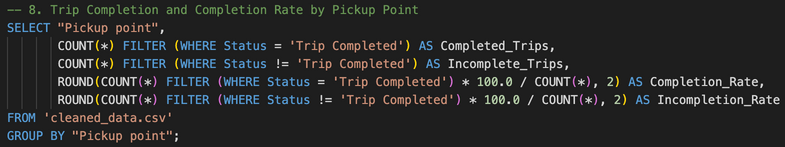 -- 8. Trip Completion and Completion Rate by Pickup Point
SELECT "Pickup point",
COUNT(*) FILTER (WHERE Status = 'Trip Completed') AS Completed_Trips,
COUNT(*) FILTER (WHERE Status != 'Trip Completed') AS Incomplete_Trips,
ROUND(COUNT(*) FILTER (WHERE Status = 'Trip Completed') * 100.0 / COUNT(*), 2) AS Completion_Rate,
ROUND(COUNT(*) FILTER (WHERE Status != 'Trip Completed') * 100.0 / COUNT(*), 2) AS Incompletion_Rate
FROM 'cleaned_data.csv'
GROUP BY "Pickup point";